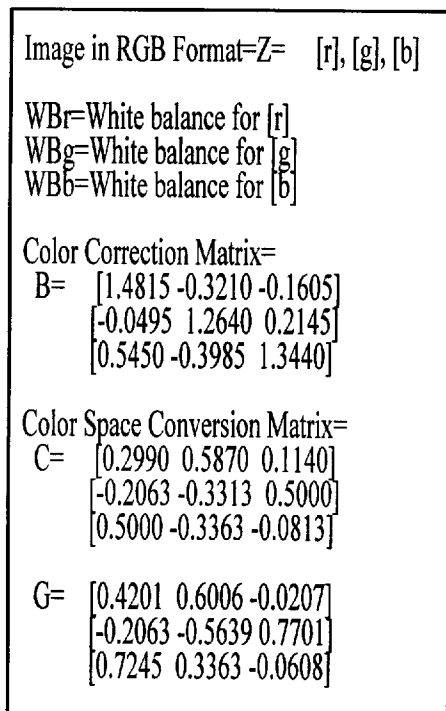 Image in RGB Format=Z= [r], [g], [b]
WBr=White balance for [r]
WBg=White balance for [g]
WBb=White balance for [b]
Color Correction Matrix=
B= [1.4815 -0.3210 -0.1605]
[-0.0495 1.2640 0.2145]
[0.5450 -0.3985 1.3440]
Color Space Conversion Matrix=
C= [0.2990 0.5870 0.1140]
[-0.2063 -0.3313 0.5000]
[0.5000 -0.3363 -0.0813]
G= [0.4201 0.6006 -0.0207]
[-0.2063 -0.5639 0.7701]
[0.7245 0.3363 -0.0608]